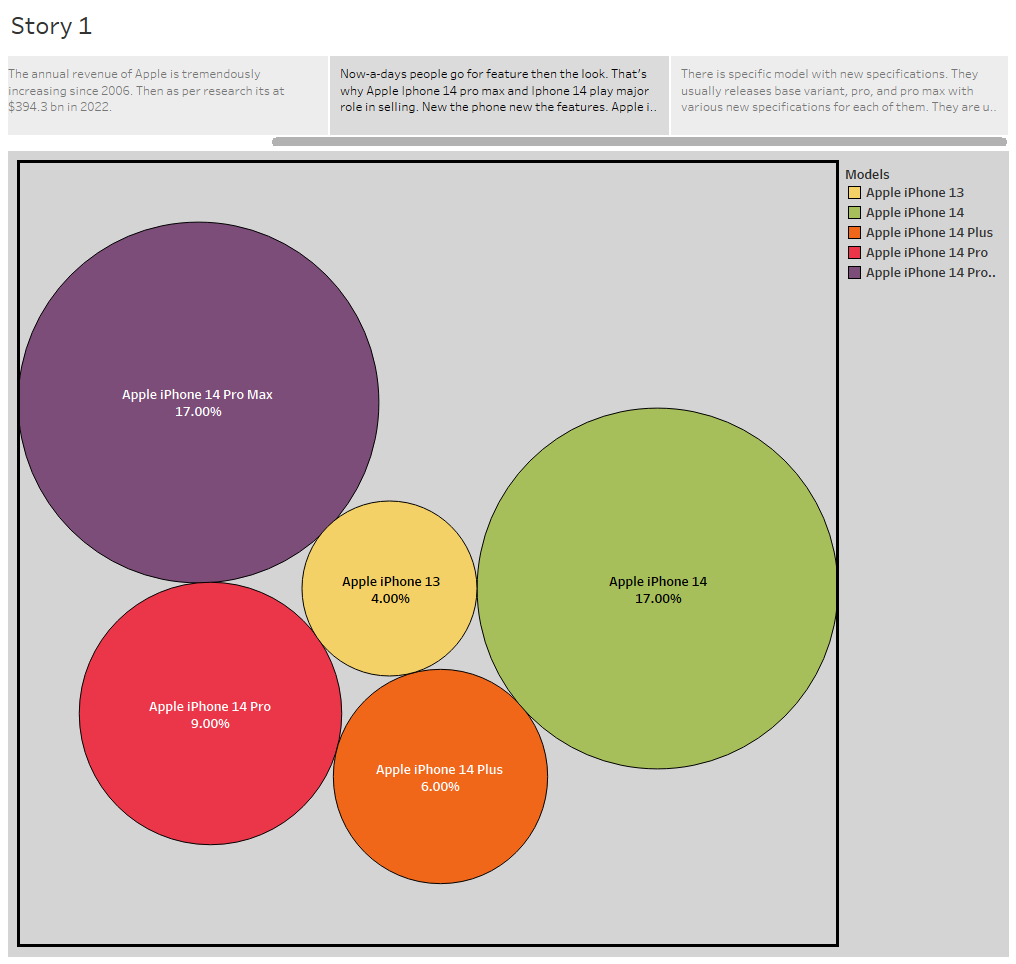 Story 1
The annual revenue of Apple is tremendously
increasing since 2006. Then as per research its at
$394.3 bn in 2022.
Now-a-days people go for feature then the look. That's
why Apple Iphone 14 pro max and Iphone 14 play major
role in selling. New the phone new the features. Apple i..
There is specific model with new specifications. They
usually releases base variant, pro, and pro max with
various new specifications for each of them. They are u..
Models
Apple iPhone 13
Apple iPhone 14
Apple iPhone 14 Plus
Apple iPhone 14 Pro
Apple iPhone 14 Pro..
Apple iPhone 14 Pro Max
17.00%
Apple iPhone 13
4.00%
Apple iPhone 14
17.00%
Apple iPhone 14 Pro
9.00%
Apple iPhone 14 Plus
6.00%